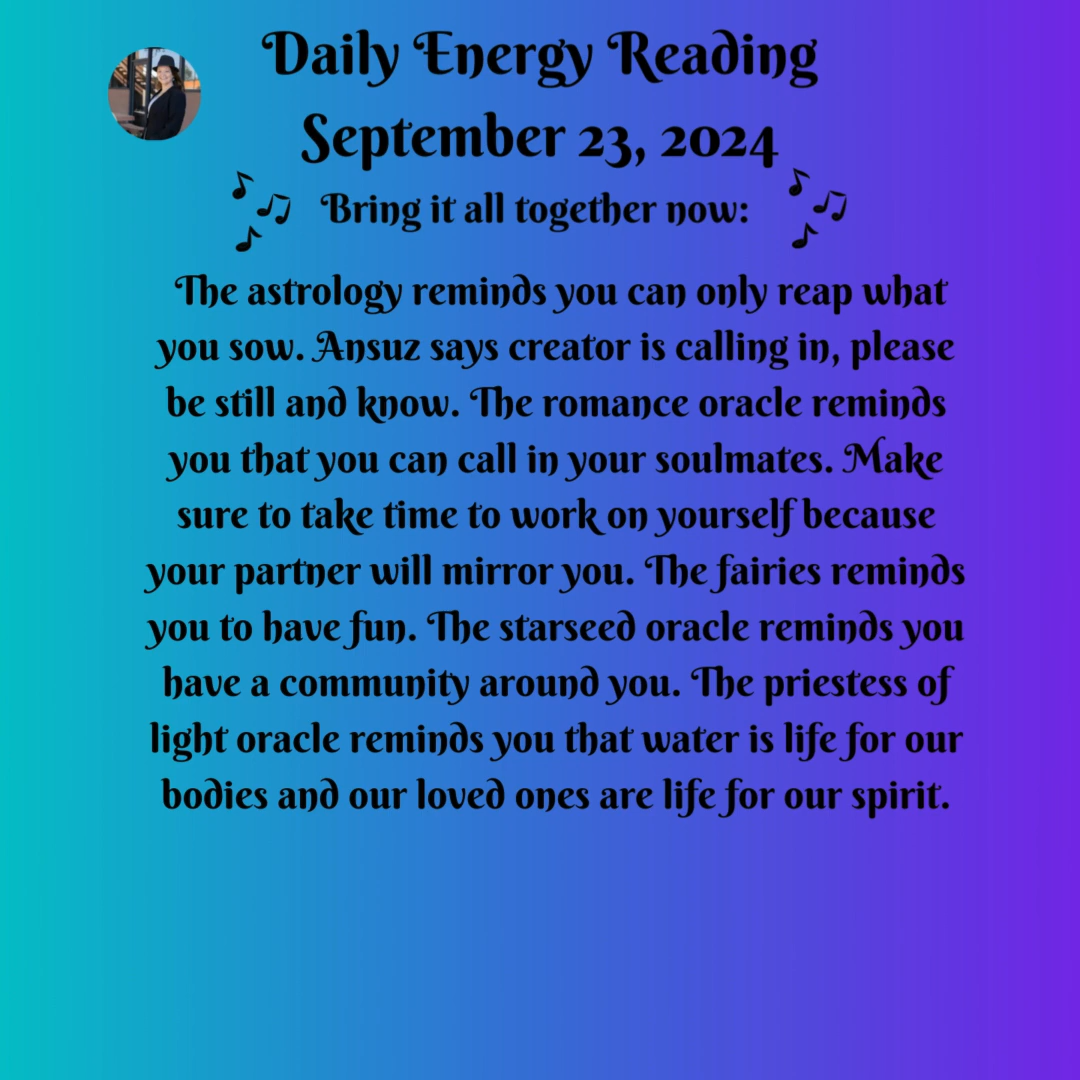 Daily Energy Reading
September 23, 2024
Bring it all together now:
The astrology reminds you can only reap what
you sow. Ansuz says creator is calling in, please
be still and know. The romance oracle reminds
you that you can call in your soulmates. Make
sure to take time to work on yourself because
your partner will mirror you. The fairies reminds
you to have fun. The starseed oracle reminds you
have a community around you. The priestess of
light oracle reminds you that water is life for our
bodies and our loved ones are life for our spirit.